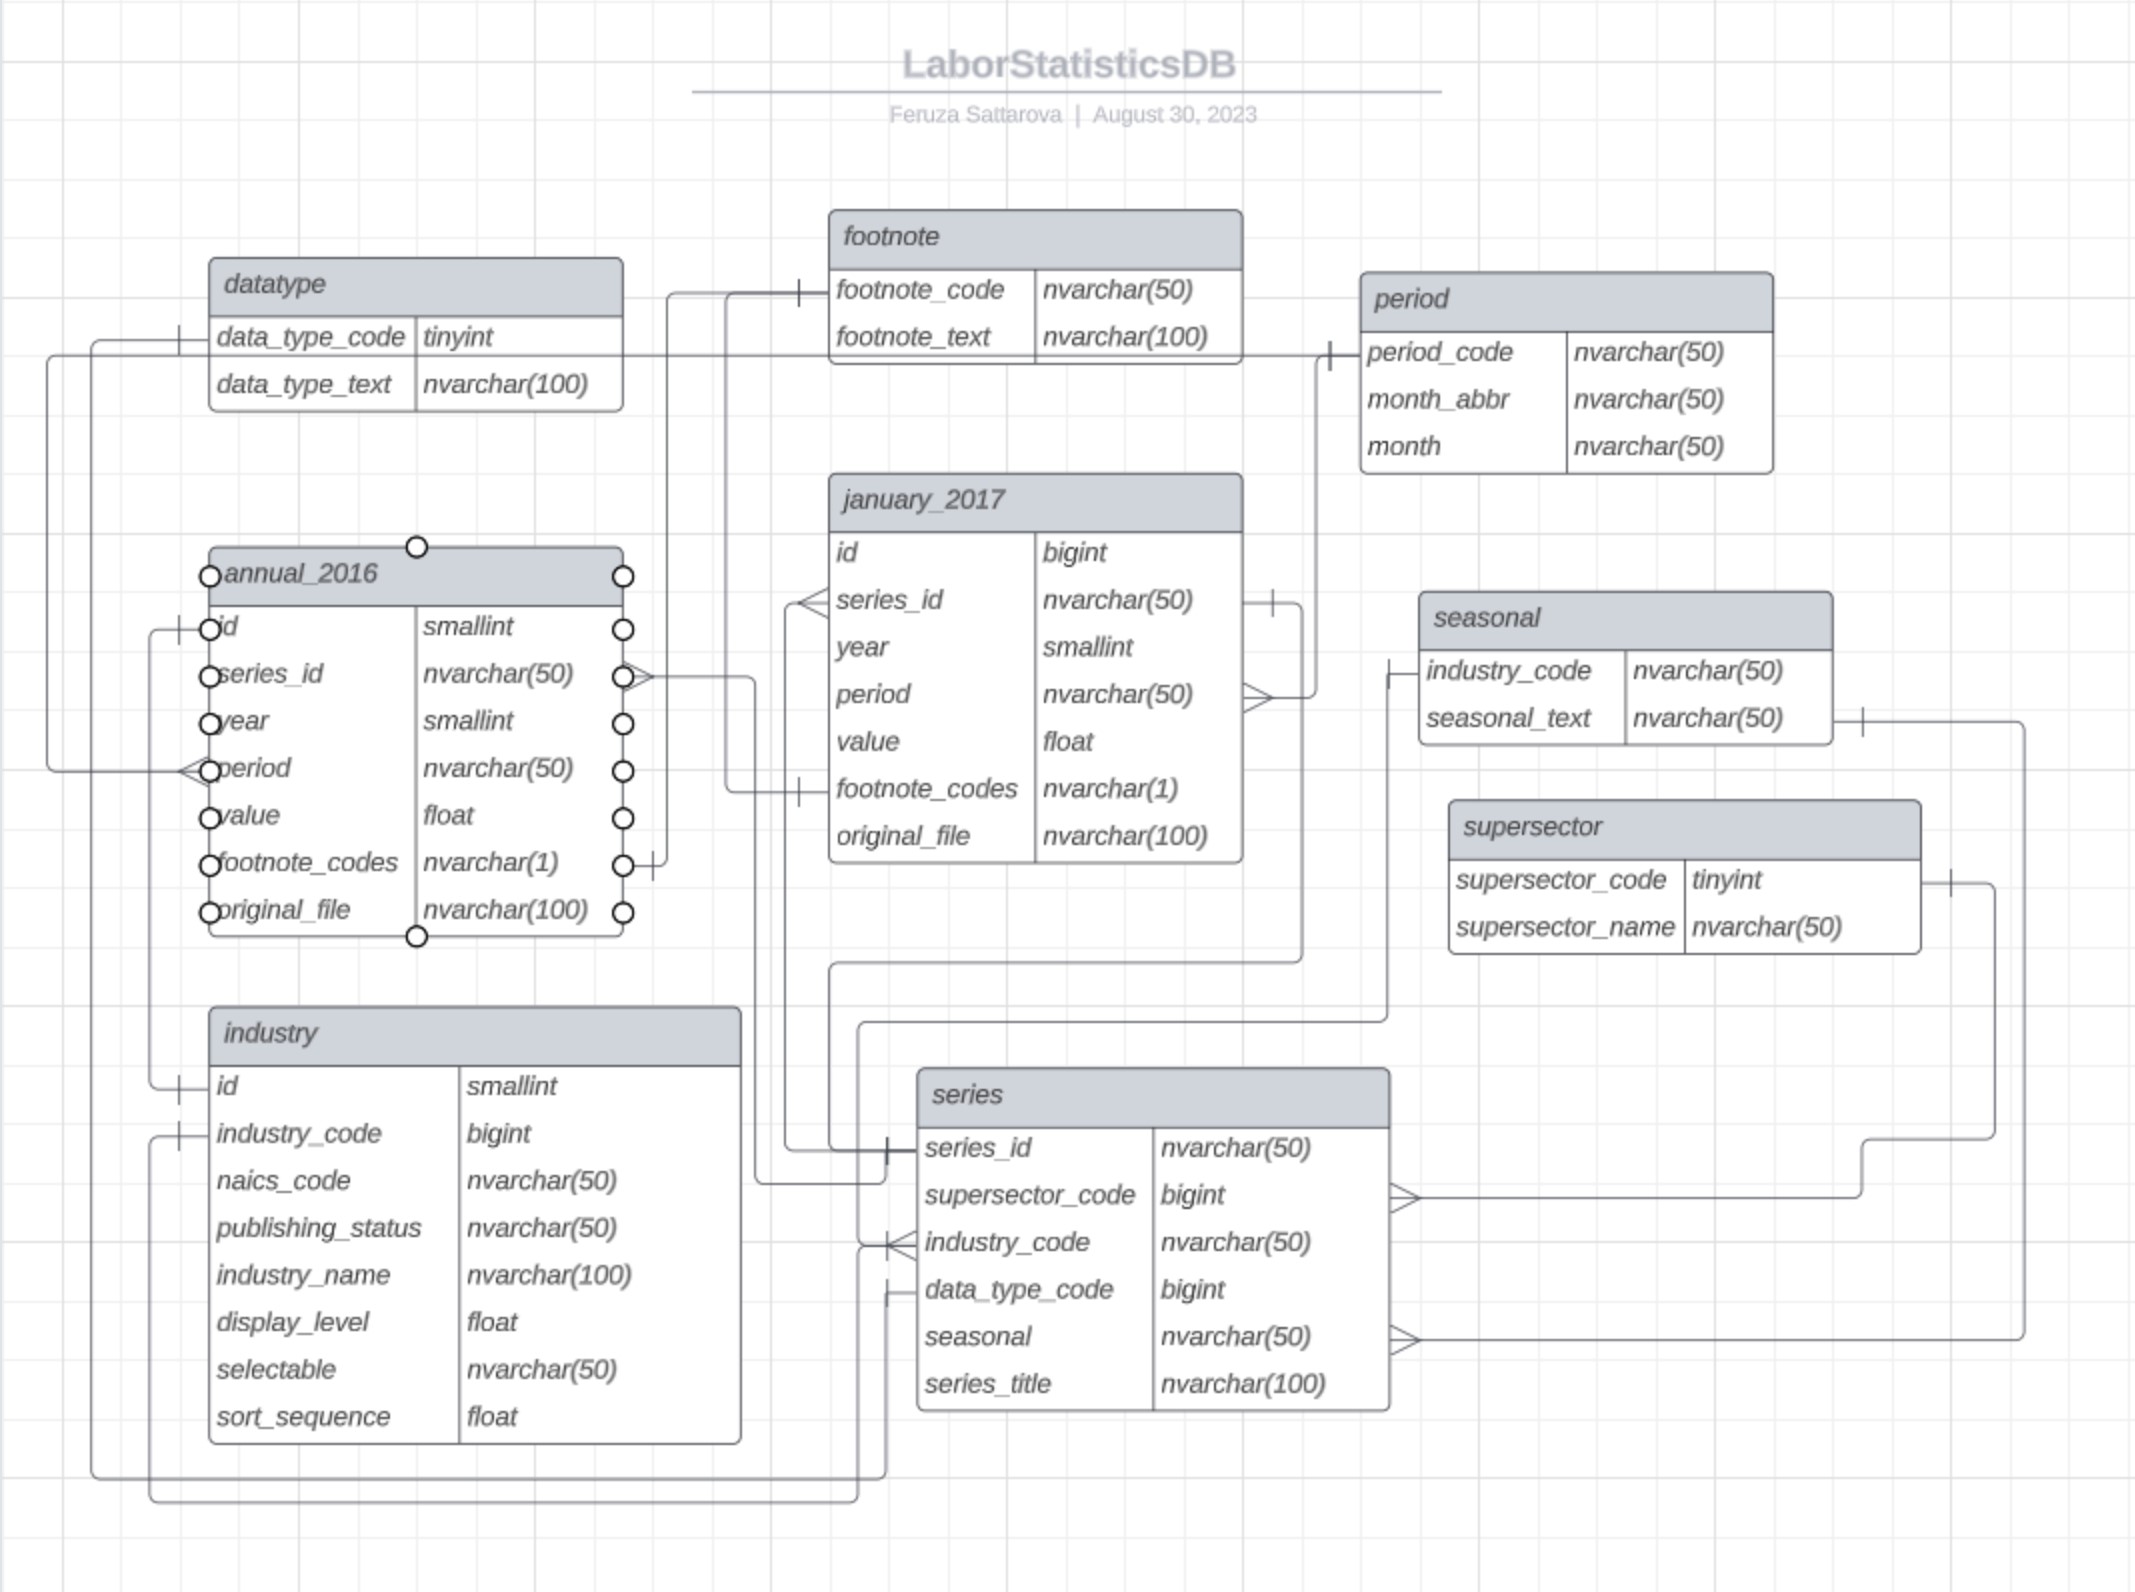 LaborStatisticsDB
Feruza Sattarova | August 30, 2023
datatype
data_type_code tinyint
data_type_text nvarchar(100)
footnote
footnote_code nvarchar(50)
footnote_text nvarchar(100)
period
period_code nvarchar(50)
month_abbr nvarchar(50)
month nvarchar(50)
annual_2016
id smallint
series_id nvarchar(50)
year smallint
period nvarchar(50)
value float
footnote_codes nvarchar(1)
original_file nvarchar(100)
january_2017
id bigint
series_id nvarchar(50)
year smallint
period nvarchar(50)
value float
footnote_codes nvarchar(1)
original_file nvarchar(100)
seasonal
industry_code nvarchar(50)
seasonal_text nvarchar(50)
supersector
supersector_code tinyint
supersector_name nvarchar(50)
industry
id smallint
industry_code bigint
naics_code nvarchar(50)
publishing_status nvarchar(50)
industry_name nvarchar(100)
display_level float
selectable nvarchar(50)
sort_sequence float
series
series_id nvarchar(50)
supersector_code bigint
industry_code nvarchar(50)
data_type_code bigint
seasonal nvarchar(50)
series_title nvarchar(100)